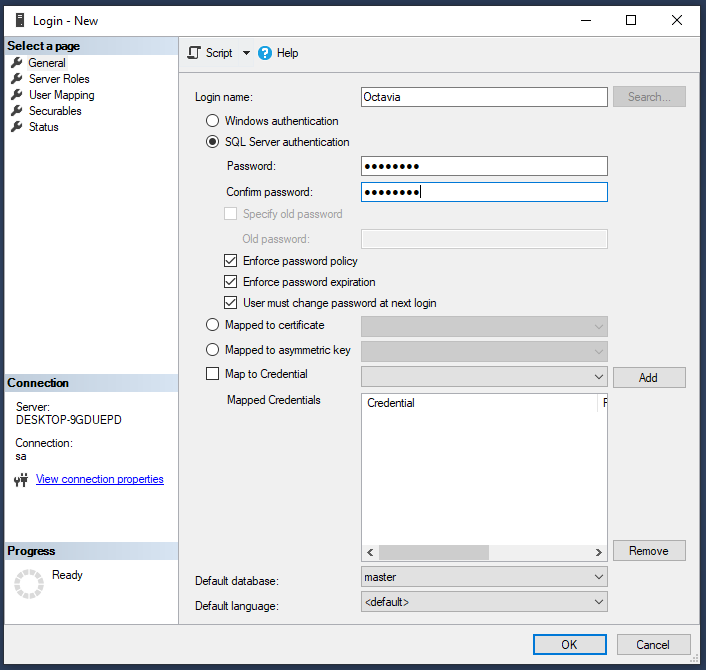 Login - New
Select a page
General
Server Roles
User Mapping
Securables
Status
Script
Help
Login name:
Octavia
Search...
Windows authentication
SQL Server authentication
Password:
●●●●●●●●
Confirm password:
●●●●●●●●
Specify old password
Old password:
Enforce password policy
Enforce password expiration
User must change password at next login
Mapped to certificate
Mapped to asymmetric key
Map to Credential
Add
Mapped Credentials
Credential
Remove
Default database:
master
Default language:
<default>
Connection
Server:
DESKTOP-9GDUEPD
Connection:
sa
View connection properties
Progress
Ready
OK
Cancel